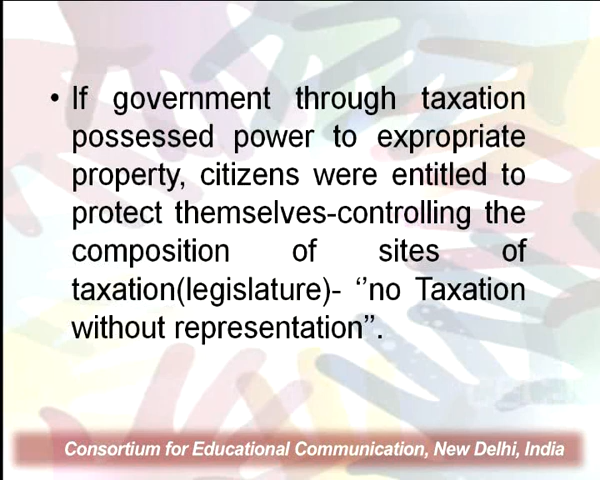 • If government through taxation
possessed power to expropriate
property, citizens were entitled to
protect themselves-controlling the
composition of sites of
taxation(legislature)- ‘’no Taxation
without representation’’.
Consortium for Educational Communication, New Delhi, India